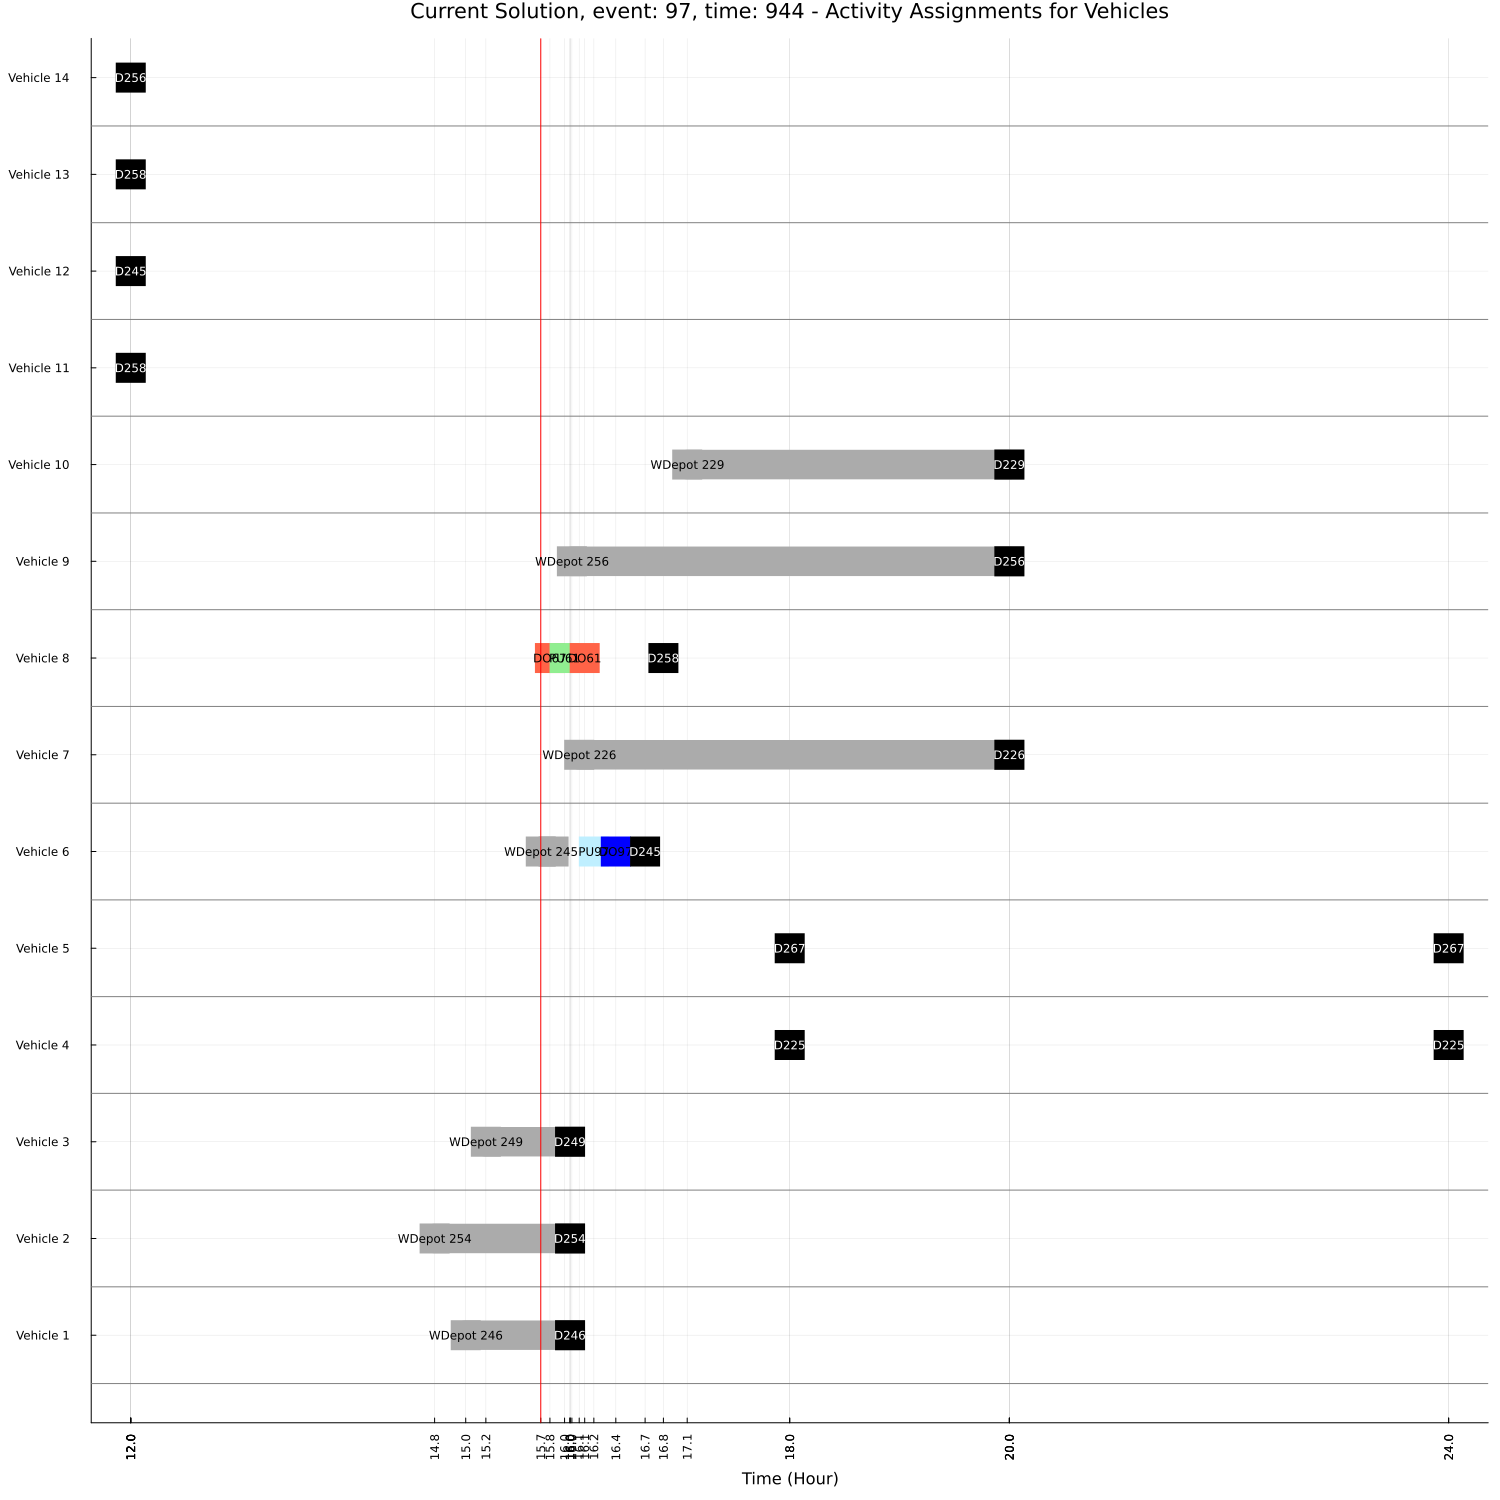 Current Solution, event: 97, time: 944 - Activity Assignments for Vehicles
Vehicle 14
D256
Vehicle 13
D258
Vehicle 12
D245
Vehicle 11
D258
Vehicle 10
WDepot 229
D229
Vehicle 9
WDepot 256
D256
Vehicle 8
DO61
D258
Vehicle 7
WDepot 226
D226
Vehicle 6
WDepot 245
D245
Vehicle 5
D267
D267
Vehicle 4
D225
D225
Vehicle 3
WDepot 249
D249
Vehicle 2
WDepot 254
D254
Vehicle 1
WDepot 246
D246
12.0
14.8
15.0
15.2
15.7
15.8
16.0
16.2
16.4
16.7
16.8
17.1
18.0
20.0
24.0
Time (Hour)